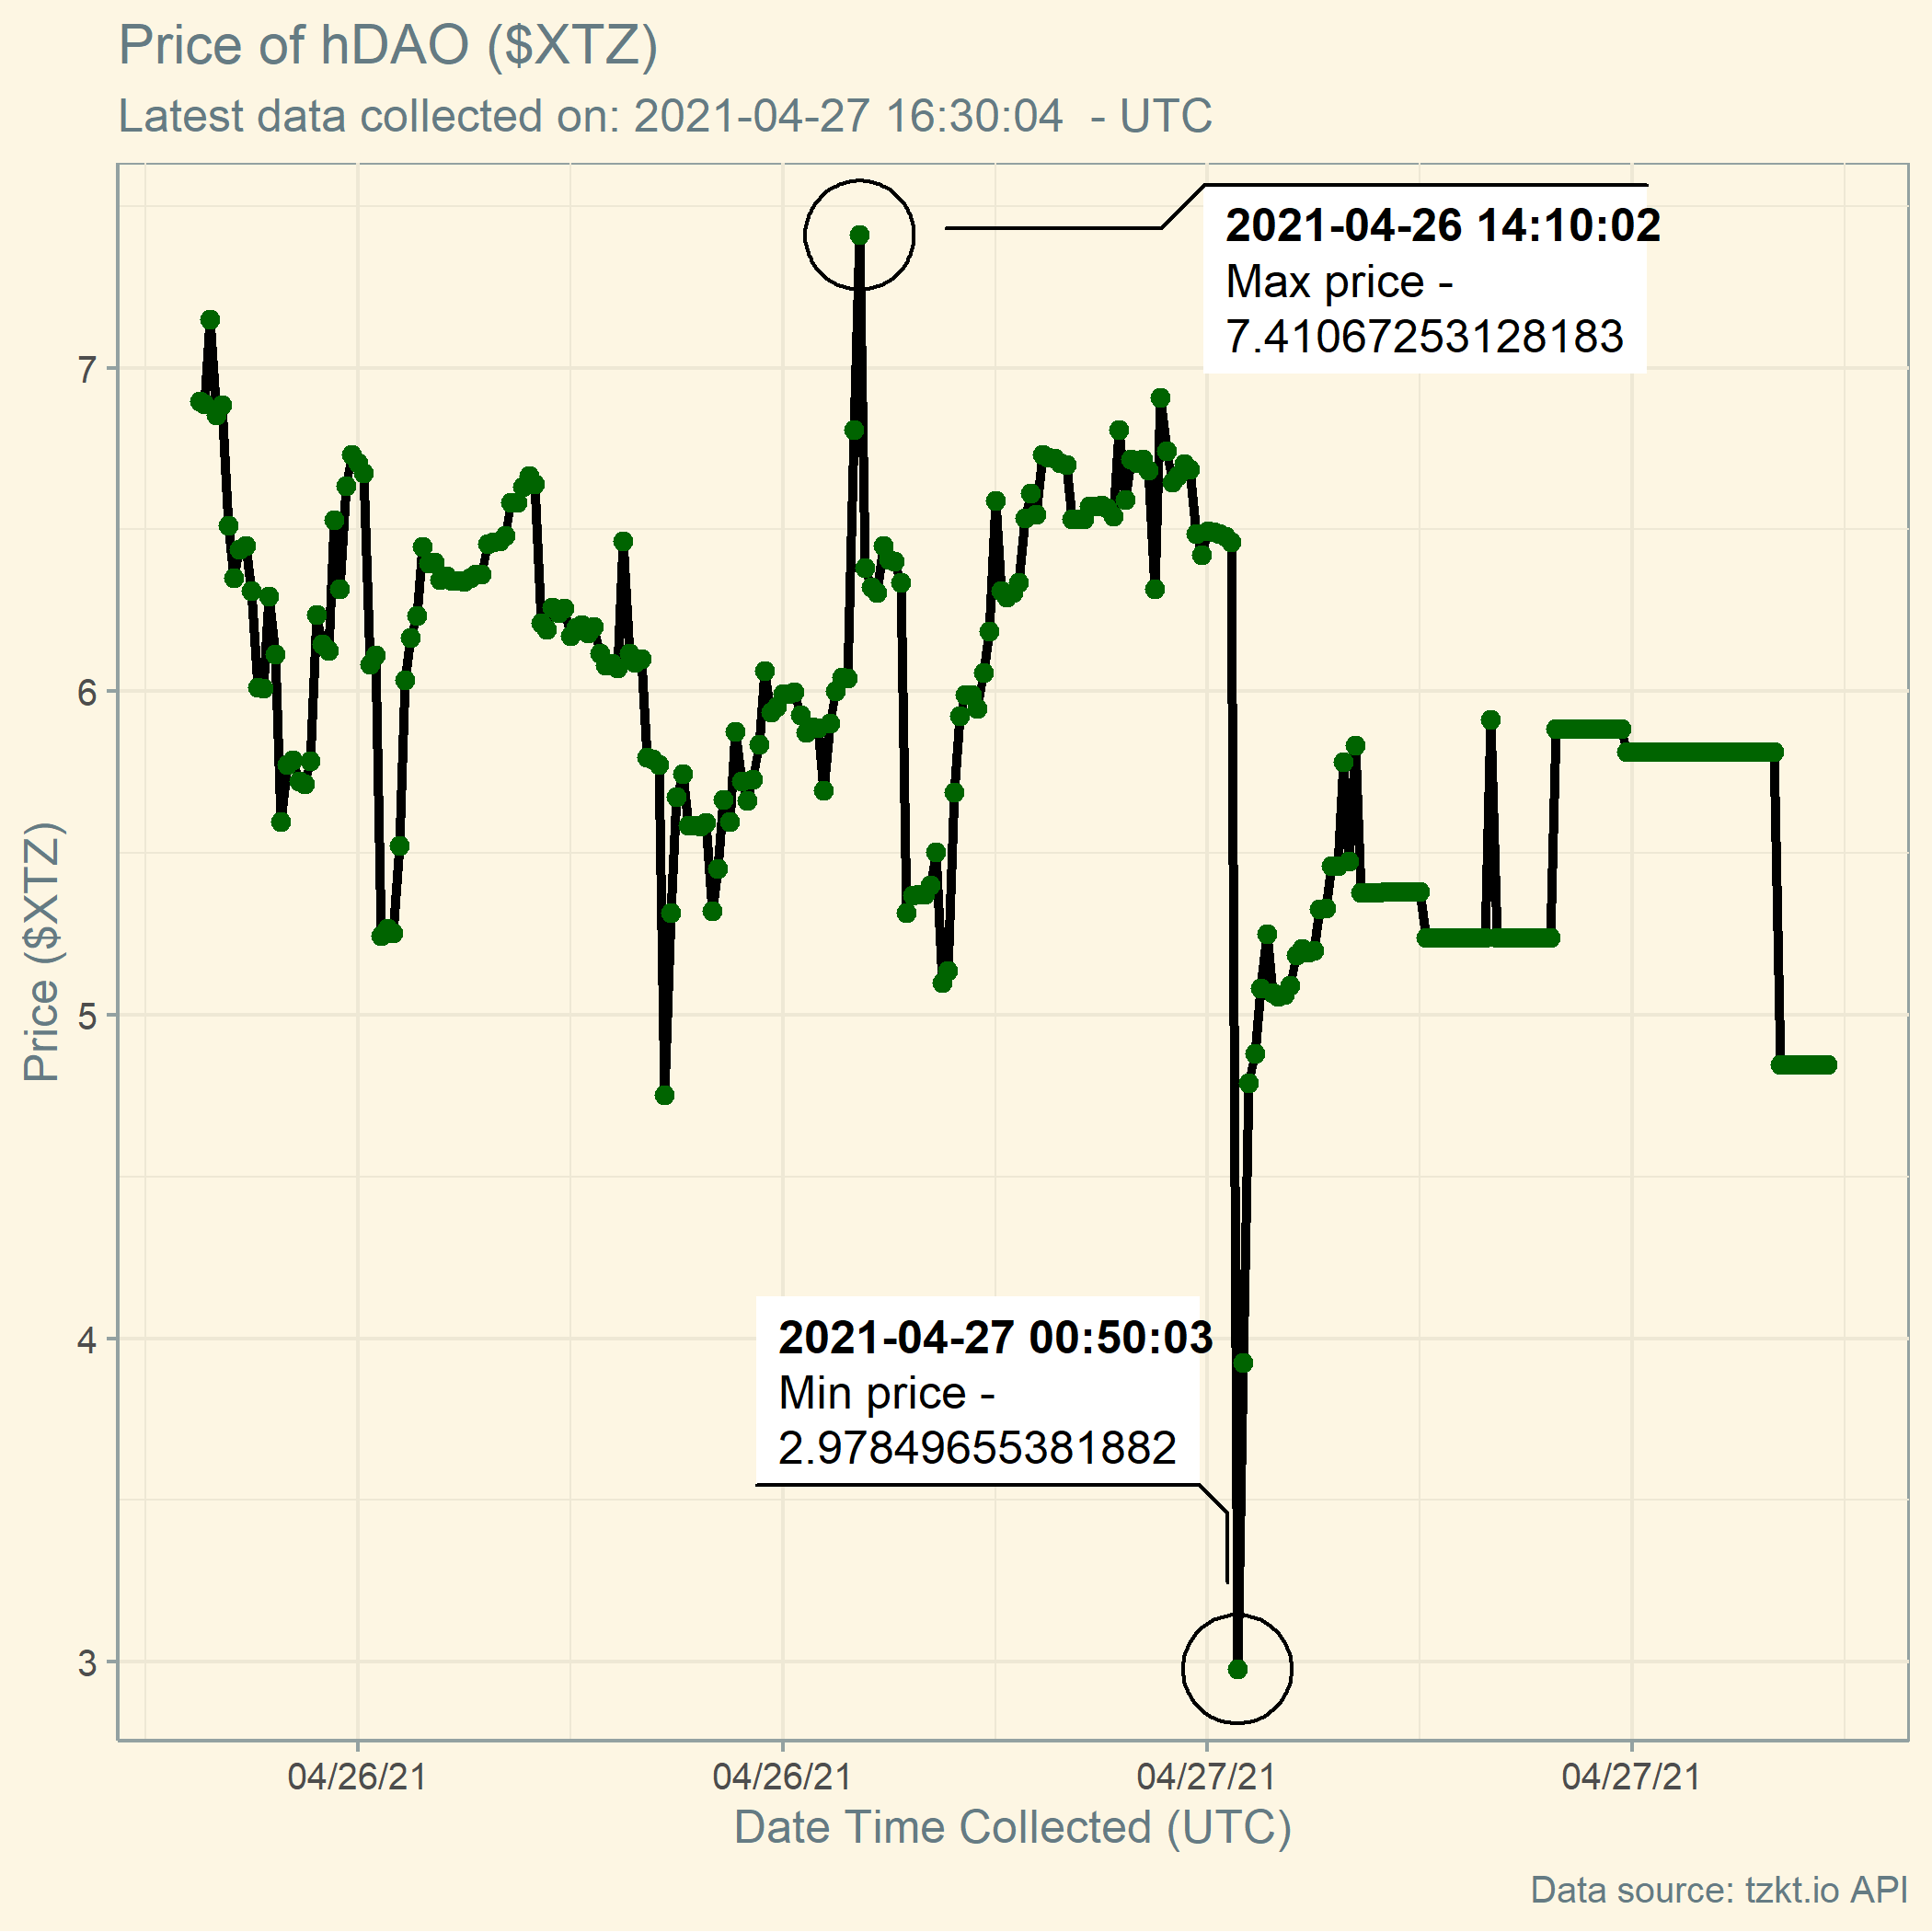 Price of hDAO ($XTZ)
Latest data collected on: 2021-04-27 16:30:04  - UTC
2021-04-26 14:10:02
Max price -
7.41067253128183
7
6
5
4
3
Price ($XTZ)
2021-04-27 00:50:03
Min price -
2.97849655381882
04/26/21
04/26/21
04/27/21
04/27/21
Date Time Collected (UTC)
Data source: tzkt.io API